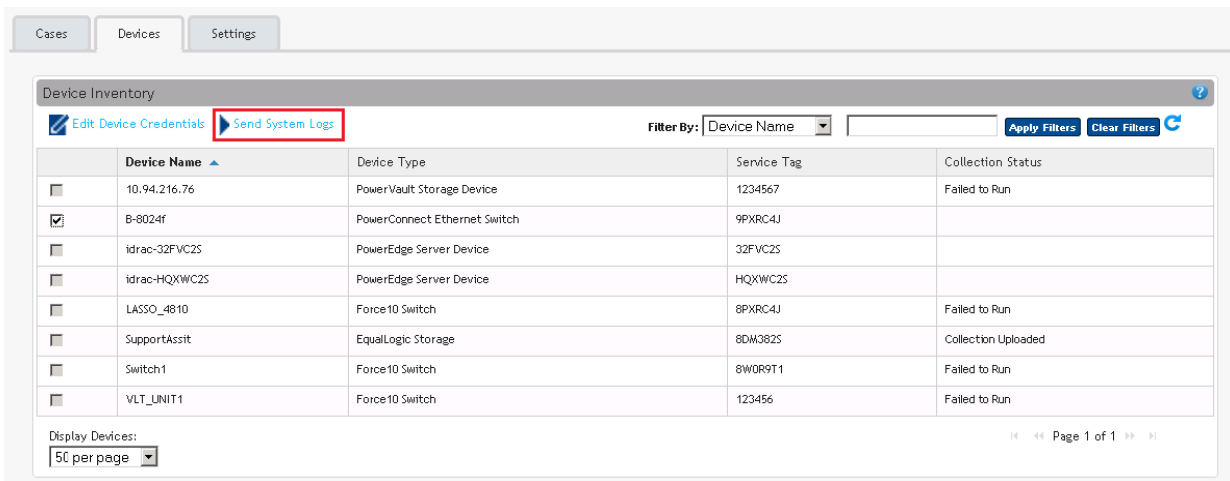 Cases Devices Settings
Device Inventory ?
Edit Device Credentials Send System Logs Filter By: Device Name Apply Filters Clear Filters
Device Name Device Type Service Tag Collection Status
10.94.216.76 PowerVault Storage Device 1234567 Failed to Run
B-8024f PowerConnect Ethernet Switch 9PXRC4J
idrac-32FVC2S PowerEdge Server Device 32FVC2S
idrac-HQXWC2S PowerEdge Server Device HQXWC2S
LASSO_4810 Force10 Switch 8PXRC4J Failed to Run
SupportAssit EqualLogic Storage 8DM382S Collection Uploaded
Switch1 Force10 Switch 8W0R9T1 Failed to Run
VLT_UNIT1 Force10 Switch 123456 Failed to Run
Display Devices: Page 1 of 1
50 per page